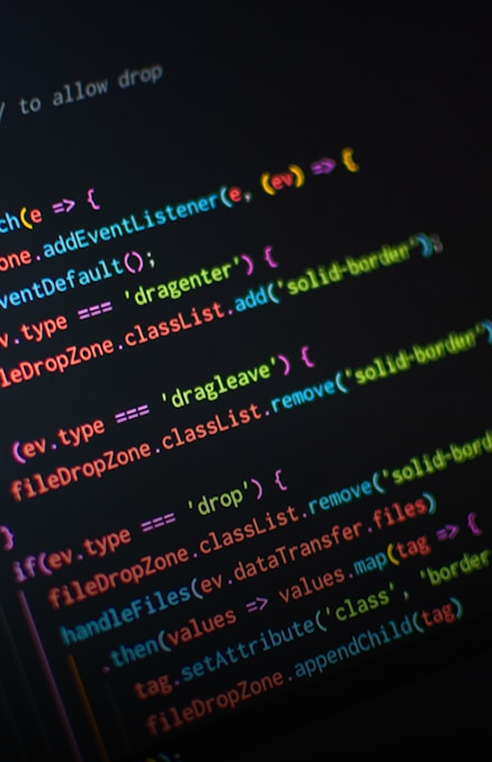 / to allow drop
ch(e => {
one.addEventListener(e, (ev) => {
ventDefault();
v.type === 'dragenter') {
leDropZone.classList.add('solid-border');
(ev.type === 'dragleave') {
fileDropZone.classList.remove('solid-border')
}
if(ev.type === 'drop') {
fileDropZone.classList.remove('solid-bord
handleFiles(ev.dataTransfer.files)
.then(values => values.map(tag => {
tag.setAttribute('class', 'border
fileDropZone.appendChild(tag)
);